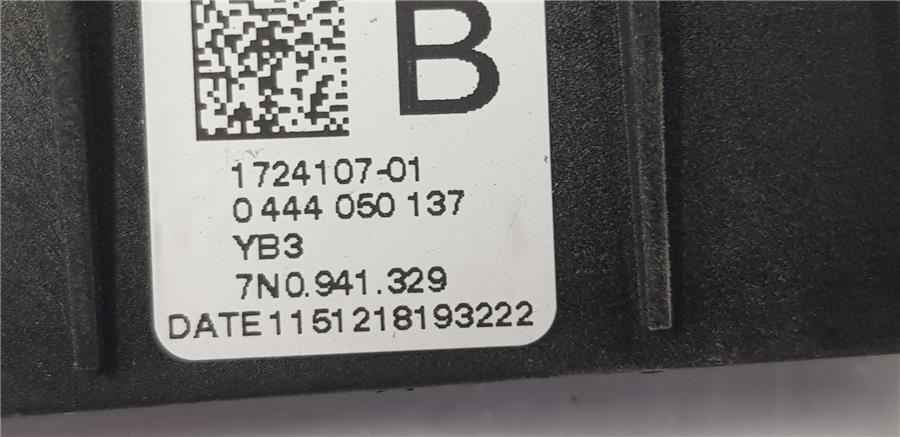 B
1724107-01
0 444 050 137
YB3
7N0.941.329
DATE1151218193222